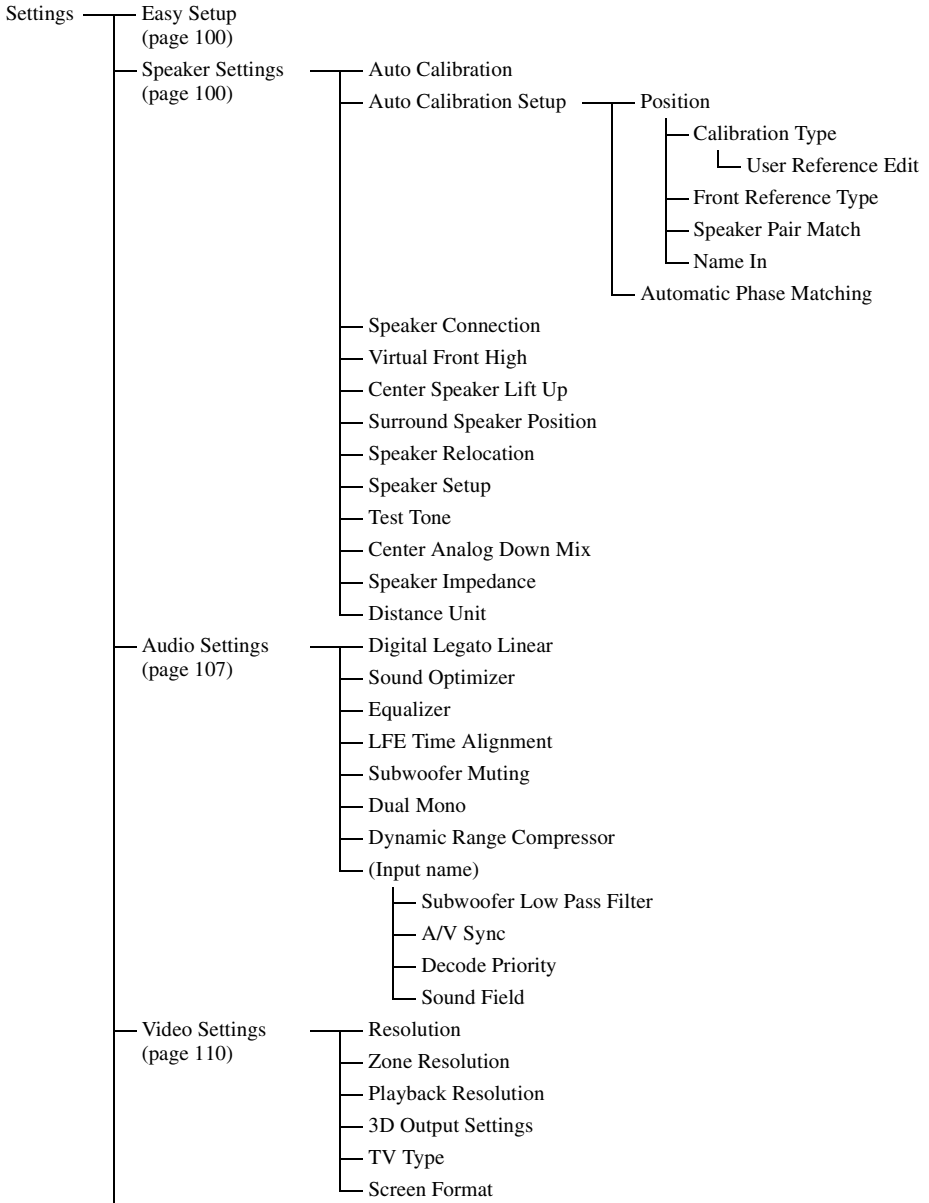 Settings
Easy Setup
(page 100)
Speaker Settings
(page 100)
Auto Calibration
Auto Calibration Setup
Position
Calibration Type
User Reference Edit
Front Reference Type
Speaker Pair Match
Name In
Automatic Phase Matching
Speaker Connection
Virtual Front High
Center Speaker Lift Up
Surround Speaker Position
Speaker Relocation
Speaker Setup
Test Tone
Center Analog Down Mix
Speaker Impedance
Distance Unit
Audio Settings
(page 107)
Digital Legato Linear
Sound Optimizer
Equalizer
LFE Time Alignment
Subwoofer Muting
Dual Mono
Dynamic Range Compressor
(Input name)
Subwoofer Low Pass Filter
A/V Sync
Decode Priority
Sound Field
Video Settings
(page 110)
Resolution
Zone Resolution
Playback Resolution
3D Output Settings
TV Type
Screen Format